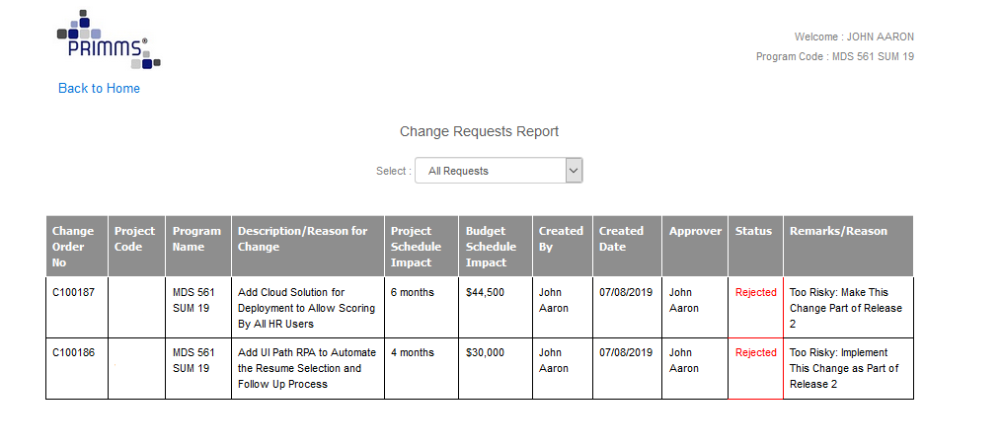 PRIMMS®
Welcome : JOHN AARON
Program Code : MDS 561 SUM 19
Back to Home
Change Requests Report
Select : All Requests
Change Order No
Project Code
Program Name
Description/Reason for Change
Project Schedule Impact
Budget Schedule Impact
Created By
Created Date
Approver
Status
Remarks/Reason
C100187
MDS 561
SUM 19
Add Cloud Solution for
Deployment to Allow Scoring
By All HR Users
6 months
$44,500
John
Aaron
07/08/2019
John
Aaron
Rejected
Too Risky: Make This
Change Part of Release
2
C100186
MDS 561
SUM 19
Add UI Path RPA to Automate
the Resume Selection and
Follow Up Process
4 months
$30,000
John
Aaron
07/08/2019
John
Aaron
Rejected
Too Risky: Implement
This Change as Part of
Release 2